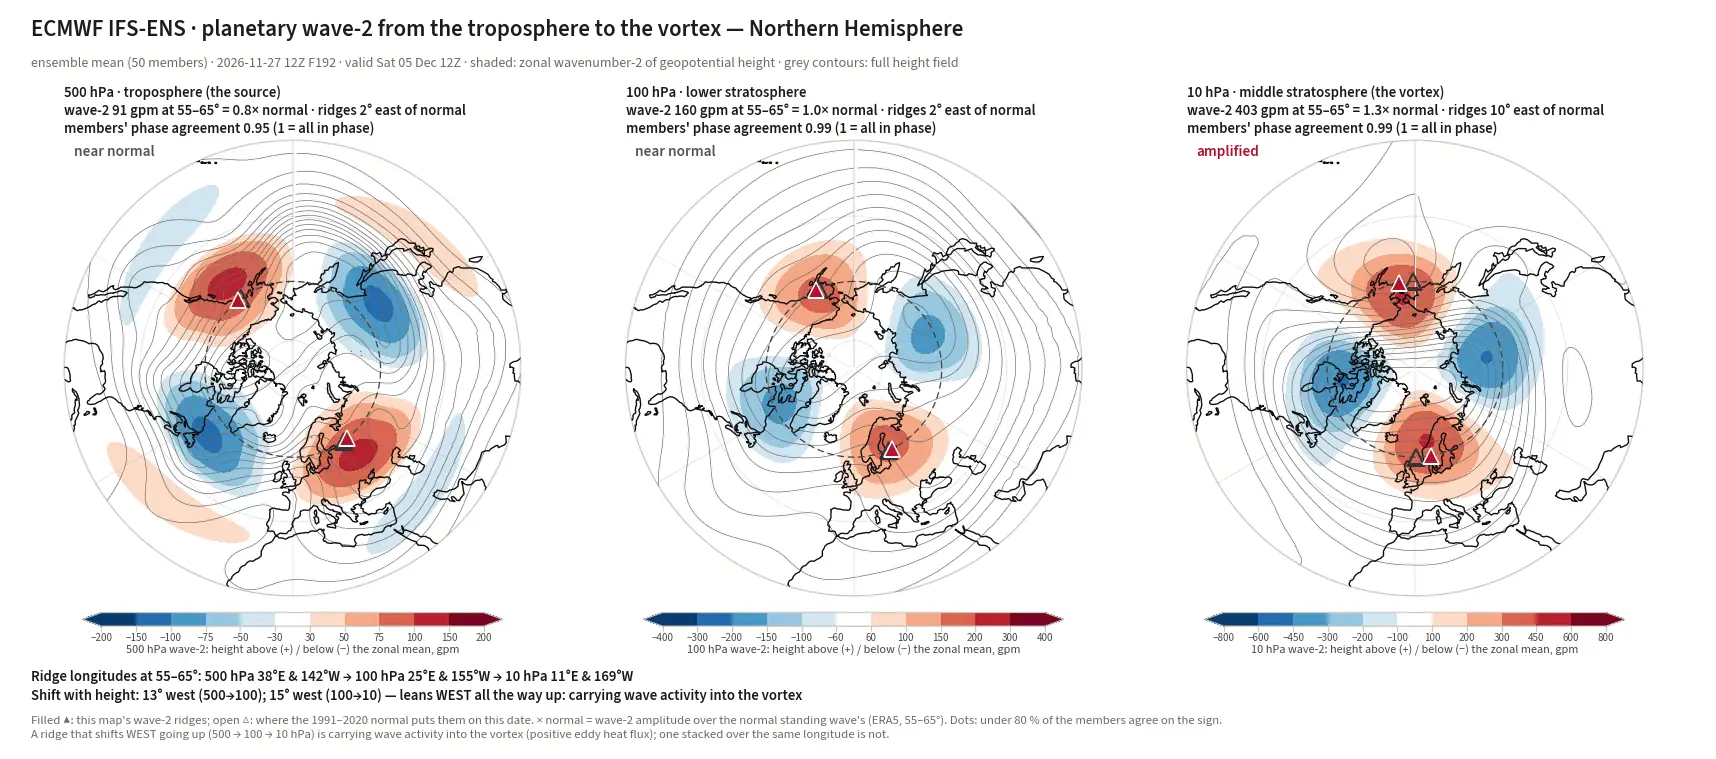 ECMWF IFS-ENS · planetary wave-2 from the troposphere to the vortex — Northern Hemisphere
ensemble mean (50 members) · 2026-11-27 12Z F192 · valid Sat 05 Dec 12Z · shaded: zonal wavenumber-2 of geopotential height · grey contours: full height field
500 hPa · troposphere (the source)
wave-2 91 gpm at 55–65° = 0.8× normal · ridges 2° east of normal
members' phase agreement 0.95 (1 = all in phase)
near normal
100 hPa · lower stratosphere
wave-2 160 gpm at 55–65° = 1.0× normal · ridges 2° east of normal
members' phase agreement 0.99 (1 = all in phase)
near normal
10 hPa · middle stratosphere (the vortex)
wave-2 403 gpm at 55–65° = 1.3× normal · ridges 10° east of normal
members' phase agreement 0.99 (1 = all in phase)
amplified
−200 −150 −100 −75 −50 −30 30 50 75 100 150 200
500 hPa wave-2: height above (+) / below (−) the zonal mean, gpm
−400 −300 −200 −150 −100 −60 60 100 150 200 300 400
100 hPa wave-2: height above (+) / below (−) the zonal mean, gpm
−800 −600 −450 −300 −200 −100 100 200 300 450 600 800
10 hPa wave-2: height above (+) / below (−) the zonal mean, gpm
Ridge longitudes at 55–65°: 500 hPa 38°E & 142°W → 100 hPa 25°E & 155°W → 10 hPa 11°E & 169°W
Shift with height: 13° west (500→100); 15° west (100→10) — leans WEST all the way up: carrying wave activity into the vortex
Filled ▲: this map's wave-2 ridges; open △: where the 1991–2020 normal puts them on this date. × normal = wave-2 amplitude over the normal standing wave's (ERA5, 55–65°). Dots: under 80 % of the members agree on the sign.
A ridge that shifts WEST going up (500 → 100 → 10 hPa) is carrying wave activity into the vortex (positive eddy heat flux); one stacked over the same longitude is not.